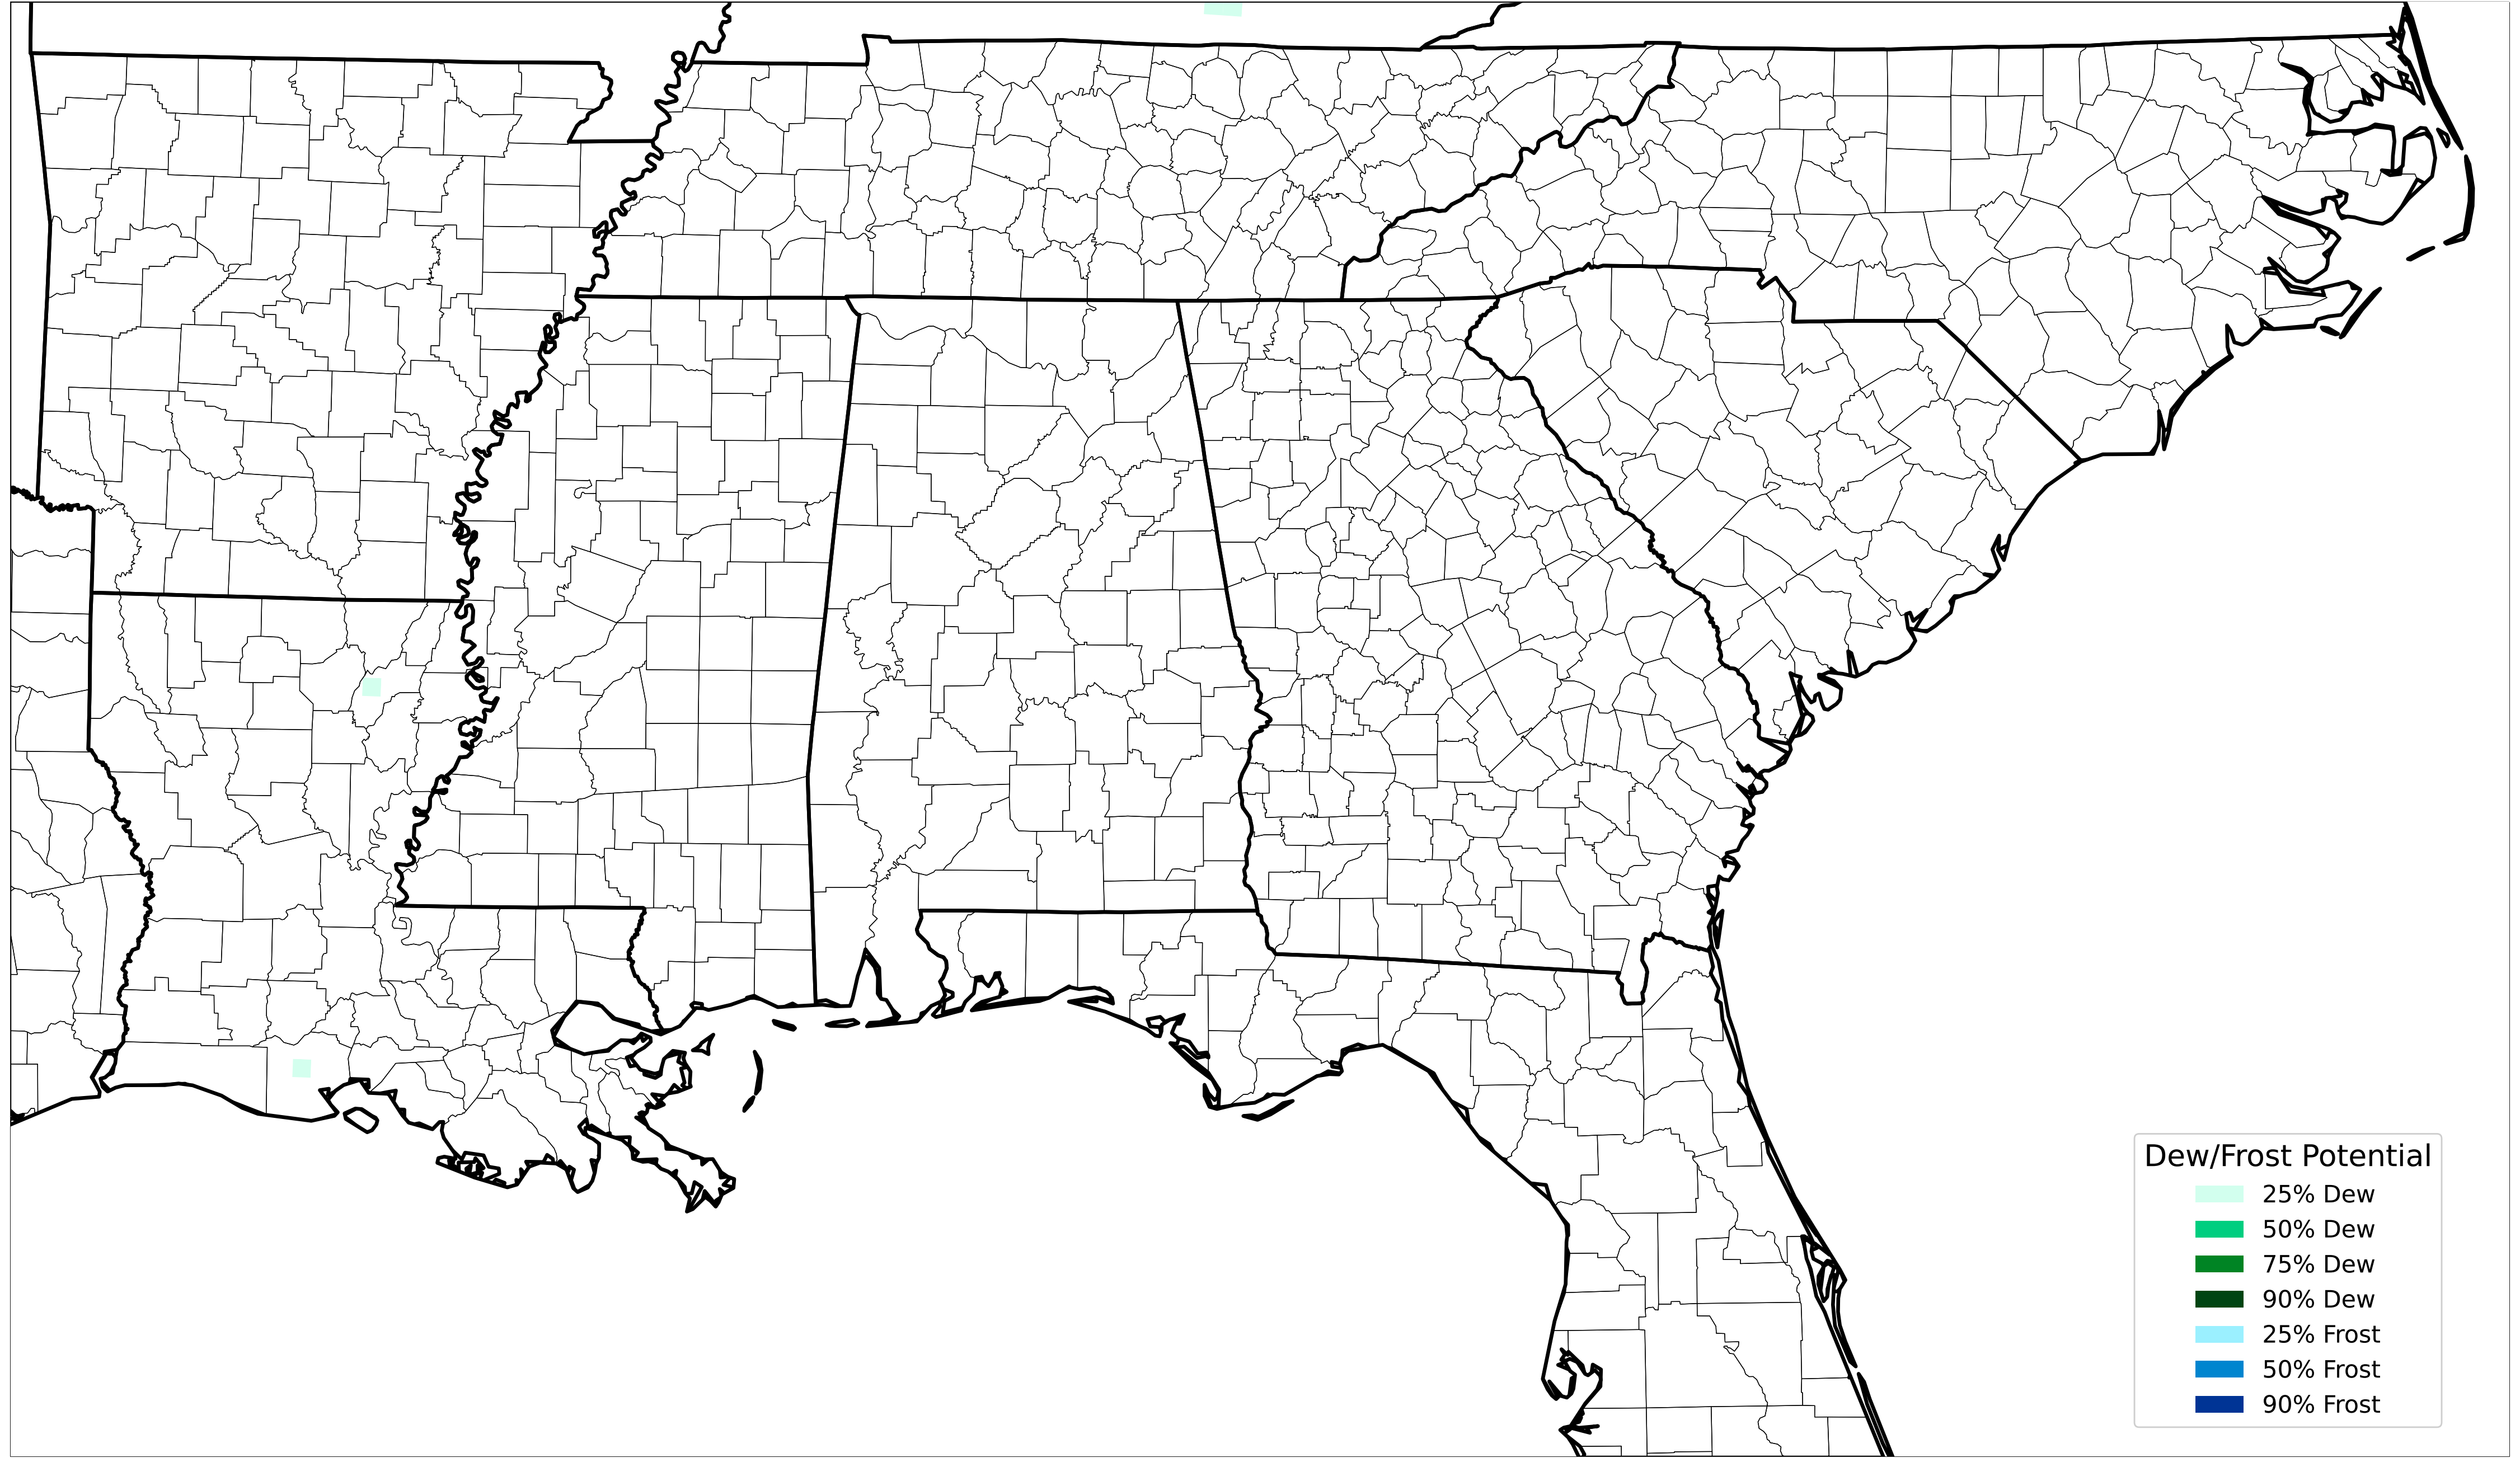 Dew/Frost Potential
25% Dew
50% Dew
75% Dew
90% Dew
25% Frost
50% Frost
90% Frost